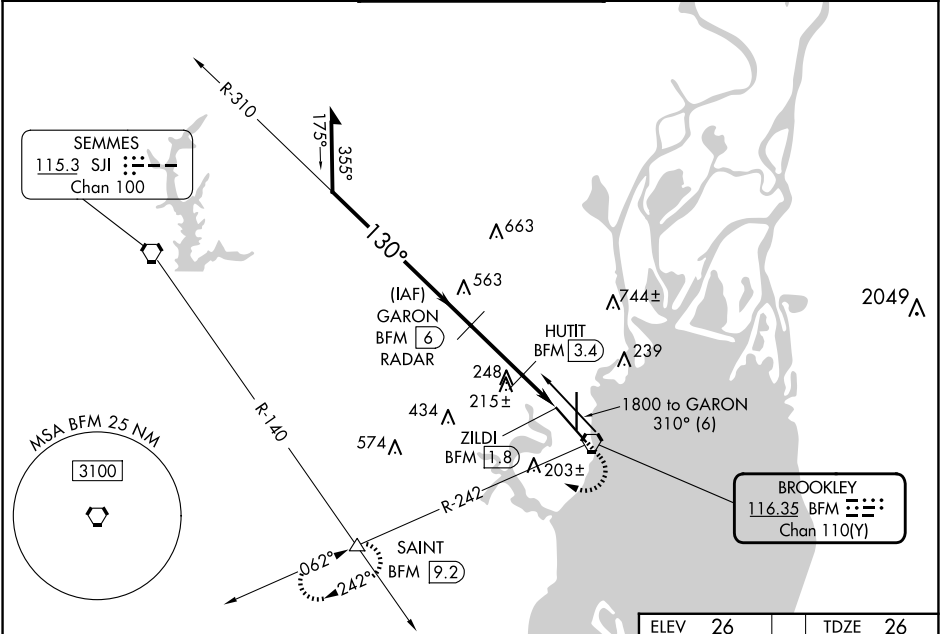 R-310
175°
355°
SEMMES
115.3 SJI
Chan 100
130°
663
563
(IAF)
GARON
BFM 6
RADAR
744±
2049
HUTIT
BFM 3.4
239
248
215±
434
1800 to GARON
310° (6)
R-140
574
ZILDI
BFM 1.8
203±
MSA BFM 25 NM
3100
R-242
BROOKLEY
116.35 BFM
Chan 110(Y)
SAINT
BFM 9.2
062°
242°
ELEV 26
TDZE 26